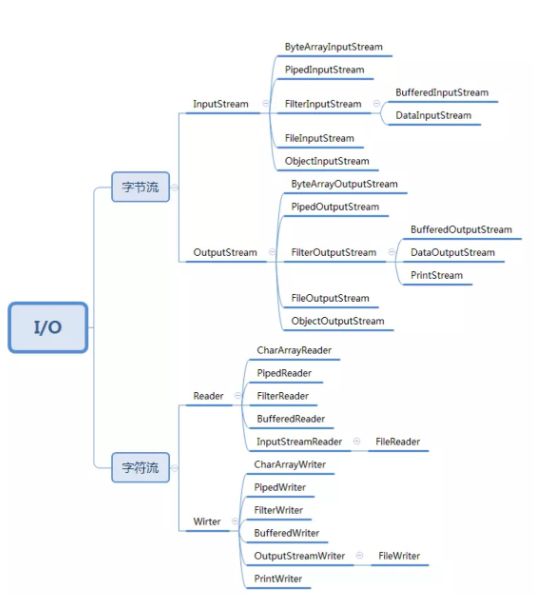 I/O
字节流
InputStream
ByteArrayInputStream
PipedInputStream
FilterInputStream
BufferedInputStream
DataInputStream
FileInputStream
ObjectInputStream
OutputStream
ByteArrayOutputStream
PipedOutputStream
FilterOutputStream
BufferedOutputStream
DataOutputStream
PrintStream
FileOutputStream
ObjectOutputStream
字符流
Reader
CharArrayReader
PipedReader
FilterReader
BufferedReader
InputStreamReader
FileReader
Wirter
CharArrayWriter
PipedWriter
FilterWriter
BufferedWriter
OutputStreamWriter
FileWriter
PrintWriter